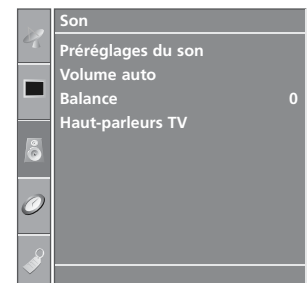 Son
Préréglages du son
Volume auto
Balance 0
Haut-parleurs TV